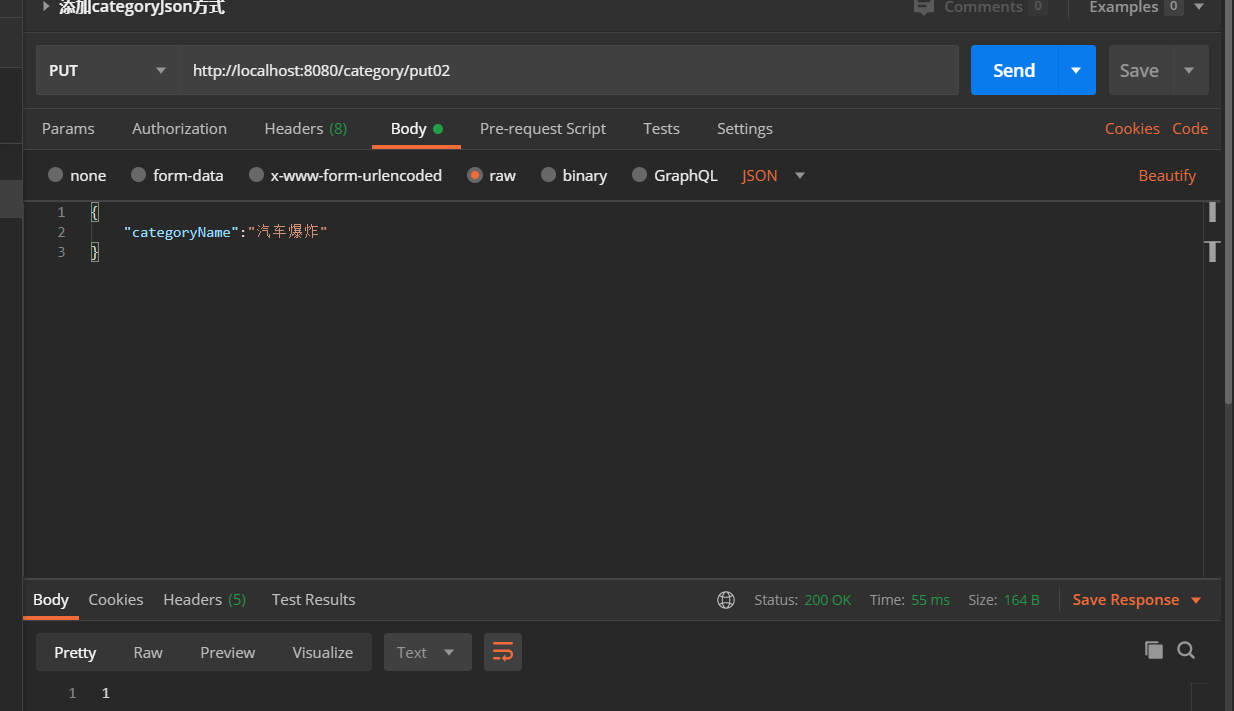 添加categoryJson方式 Comments 0 Examples 0
PUT http://localhost:8080/category/put02 Send Save
Params Authorization Headers (8) Body Pre-request Script Tests Settings Cookies Code
none form-data x-www-form-urlencoded raw binary GraphQL JSON Beautify
1 {
2 "categoryName":"汽车爆炸"
3 }
Body Cookies Headers (5) Test Results Status: 200 OK Time: 55 ms Size: 164 B Save Response
Pretty Raw Preview Visualize Text
1 1